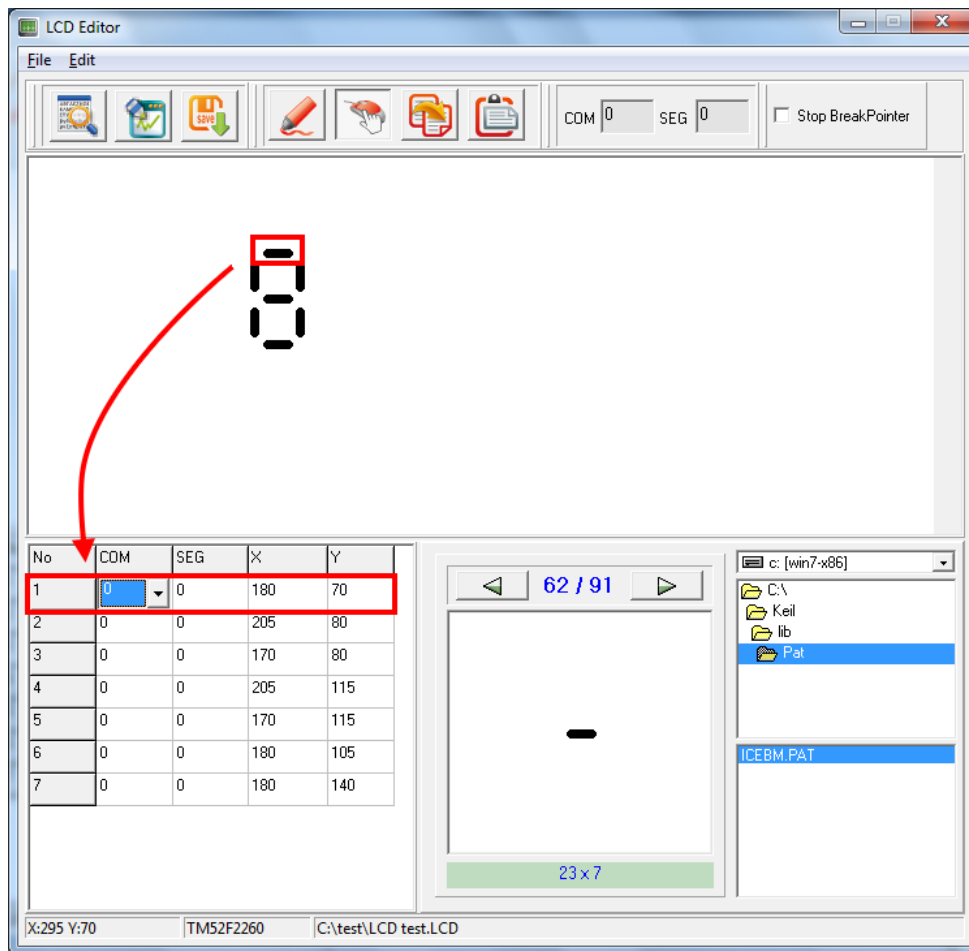 LCD Editor
File Edit
save
COM 0 SEG 0 Stop BreakPointer
No COM SEG X Y
1 0 0 180 70
2 0 0 205 80
3 0 0 170 80
4 0 0 205 115
5 0 0 170 115
6 0 0 180 105
7 0 0 180 140
62 / 91
23 x 7
c: [win7-x86]
C:\
Keil
lib
Pat
ICEBM.PAT
X:295 Y:70 TM52F2260 C:\test\LCD test.LCD